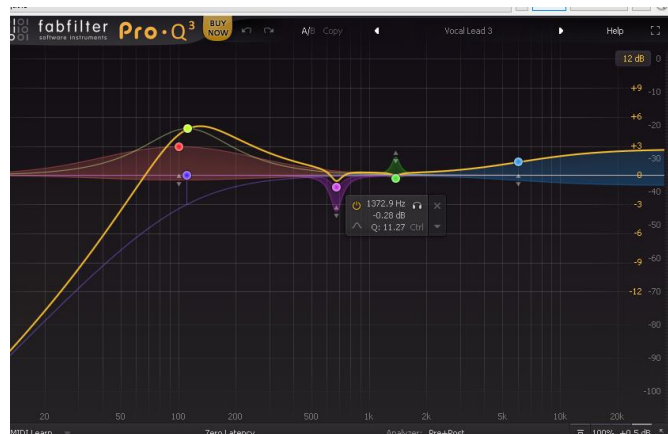 fabfilter
software instruments
Pro·Q³
BUY NOW
A/B Copy
Vocal Lead 3
Help
12 dB 0
+9 -10
+6 -20
+3 -30
0 -40
-3 -50
-6 -60
-9 -70
-12
-80
-90
-100
1372.9 Hz
-0.28 dB
Q: 11.27 Ctrl
20 50 100 200 500 1k 2k 5k 10k 20k
MIDI Learn Zero Latency Analyzer: Pre+Post 100% +0.5 dB